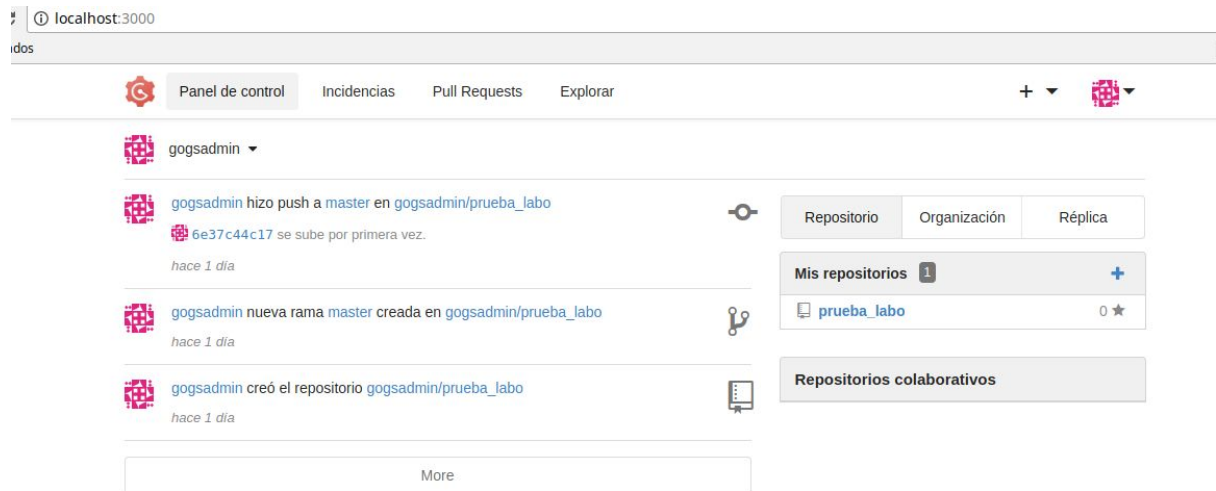 localhost:3000
dos
Panel de control Incidencias Pull Requests Explorar
gogsadmin
gogsadmin hizo push a master en gogsadmin/prueba_labo
6e37c44c17 se sube por primera vez.
hace 1 día
gogsadmin nueva rama master creada en gogsadmin/prueba_labo
hace 1 día
gogsadmin creó el repositorio gogsadmin/prueba_labo
hace 1 día
More
Repositorio Organización Réplica
Mis repositorios 1
prueba_labo 0
Repositorios colaborativos